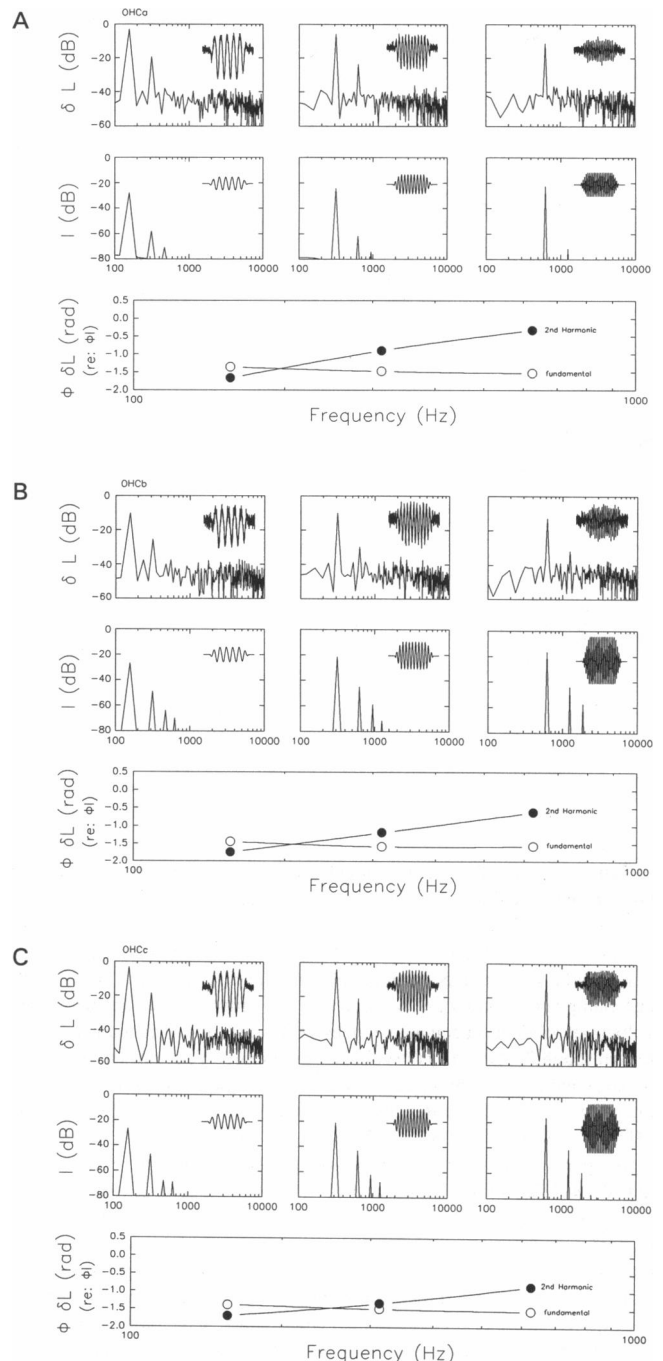 A
OHCa
δ L (dB)
0
-20
-40
-60
I (dB)
0
-20
-40
-60
-80
100 1000 10000
100 1000 10000
100 1000 10000
Φ δL (rad)
(re: ΦI)
0.5
0.0
-0.5
-1.0
-1.5
-2.0
2nd Harmonic
fundamental
100 1000
Frequency (Hz)
B
OHCb
δ L (dB)
0
-20
-40
-60
I (dB)
0
-20
-40
-60
-80
100 1000 10000
100 1000 10000
100 1000 10000
Φ δL (rad)
(re: ΦI)
0.5
0.0
-0.5
-1.0
-1.5
-2.0
2nd Harmonic
fundamental
100 1000
Frequency (Hz)
C
OHCc
δ L (dB)
0
-20
-40
-60
I (dB)
0
-20
-40
-60
-80
100 1000 10000
100 1000 10000
100 1000 10000
Φ δL (rad)
(re: ΦI)
0.5
0.0
-0.5
-1.0
-1.5
-2.0
2nd Harmonic
fundamental
100 1000
Frequency (Hz)